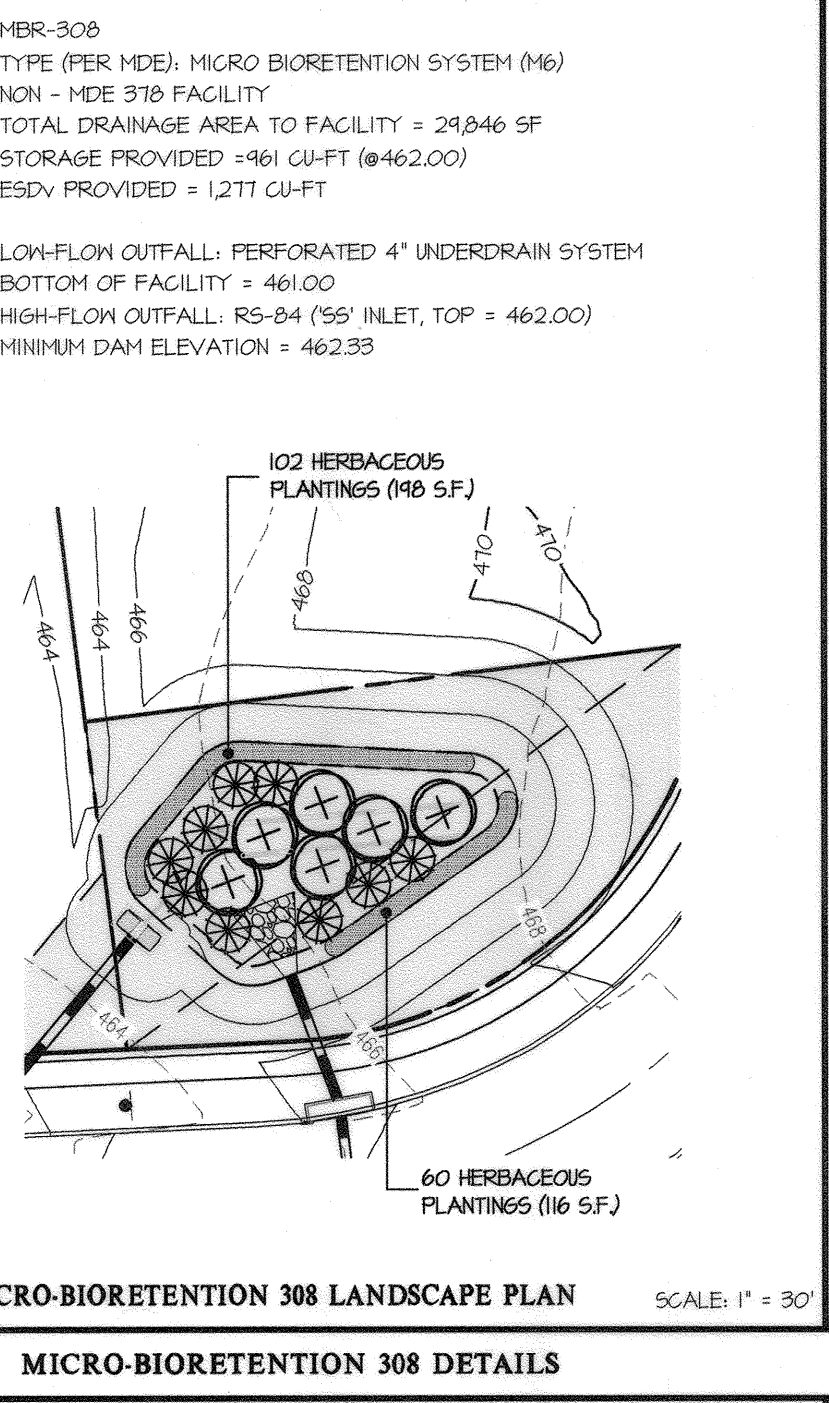 MBR-308
TYPE (PER MDE): MICRO BIORETENTION SYSTEM (M6)
NON - MDE 378 FACILITY
TOTAL DRAINAGE AREA TO FACILITY = 29,846 SF
STORAGE PROVIDED =961 CU-FT (@462.00)
ESDv PROVIDED = 1,277 CU-FT
LOW-FLOW OUTFALL: PERFORATED 4" UNDERDRAIN SYSTEM
BOTTOM OF FACILITY = 461.00
HIGH-FLOW OUTFALL: RS-84 ('SS' INLET, TOP = 462.00)
MINIMUM DAM ELEVATION = 462.33
102 HERBACEOUS
PLANTINGS (198 S.F.)
464
464
466
468
470
470
468
464
466
60 HERBACEOUS
PLANTINGS (116 S.F.)
CRO-BIORETENTION 308 LANDSCAPE PLAN
SCALE: 1" = 30'
MICRO-BIORETENTION 308 DETAILS